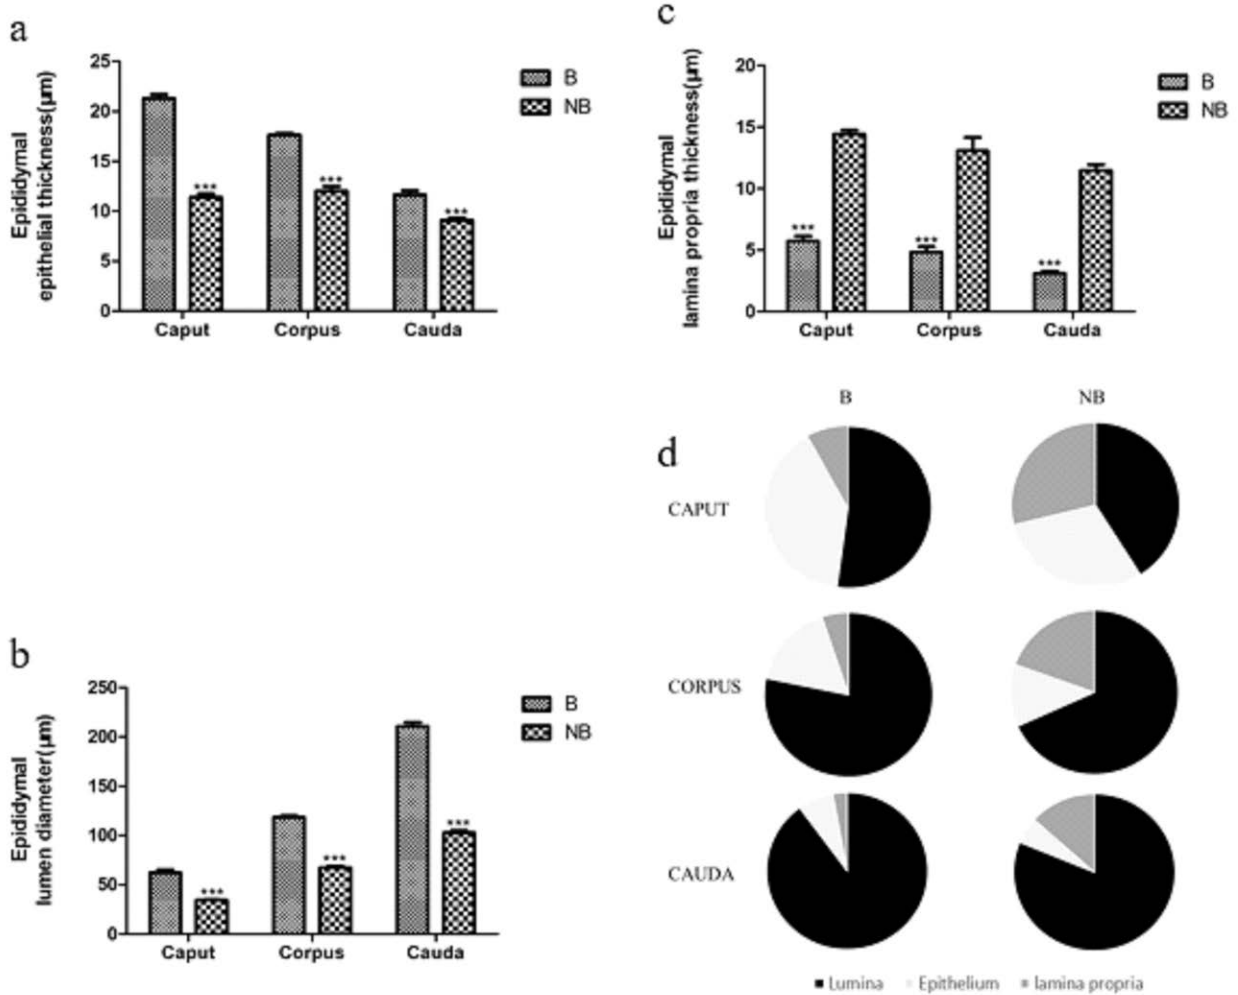 a
Epididymal
epithelial thickness(µm)
25
20
15
10
5
0
***
***
***
Caput
Corpus
Cauda
B
NB
c
Epididymal
lamina propria thickness(µm)
20
15
10
5
0
***
***
***
Caput
Corpus
Cauda
B
NB
b
Epididymal
lumen diameter(µm)
250
200
150
100
50
0
***
***
***
Caput
Corpus
Cauda
B
NB
d
B
NB
CAPUT
CORPUS
CAUDA
Lumina
Epithelium
lamina propria